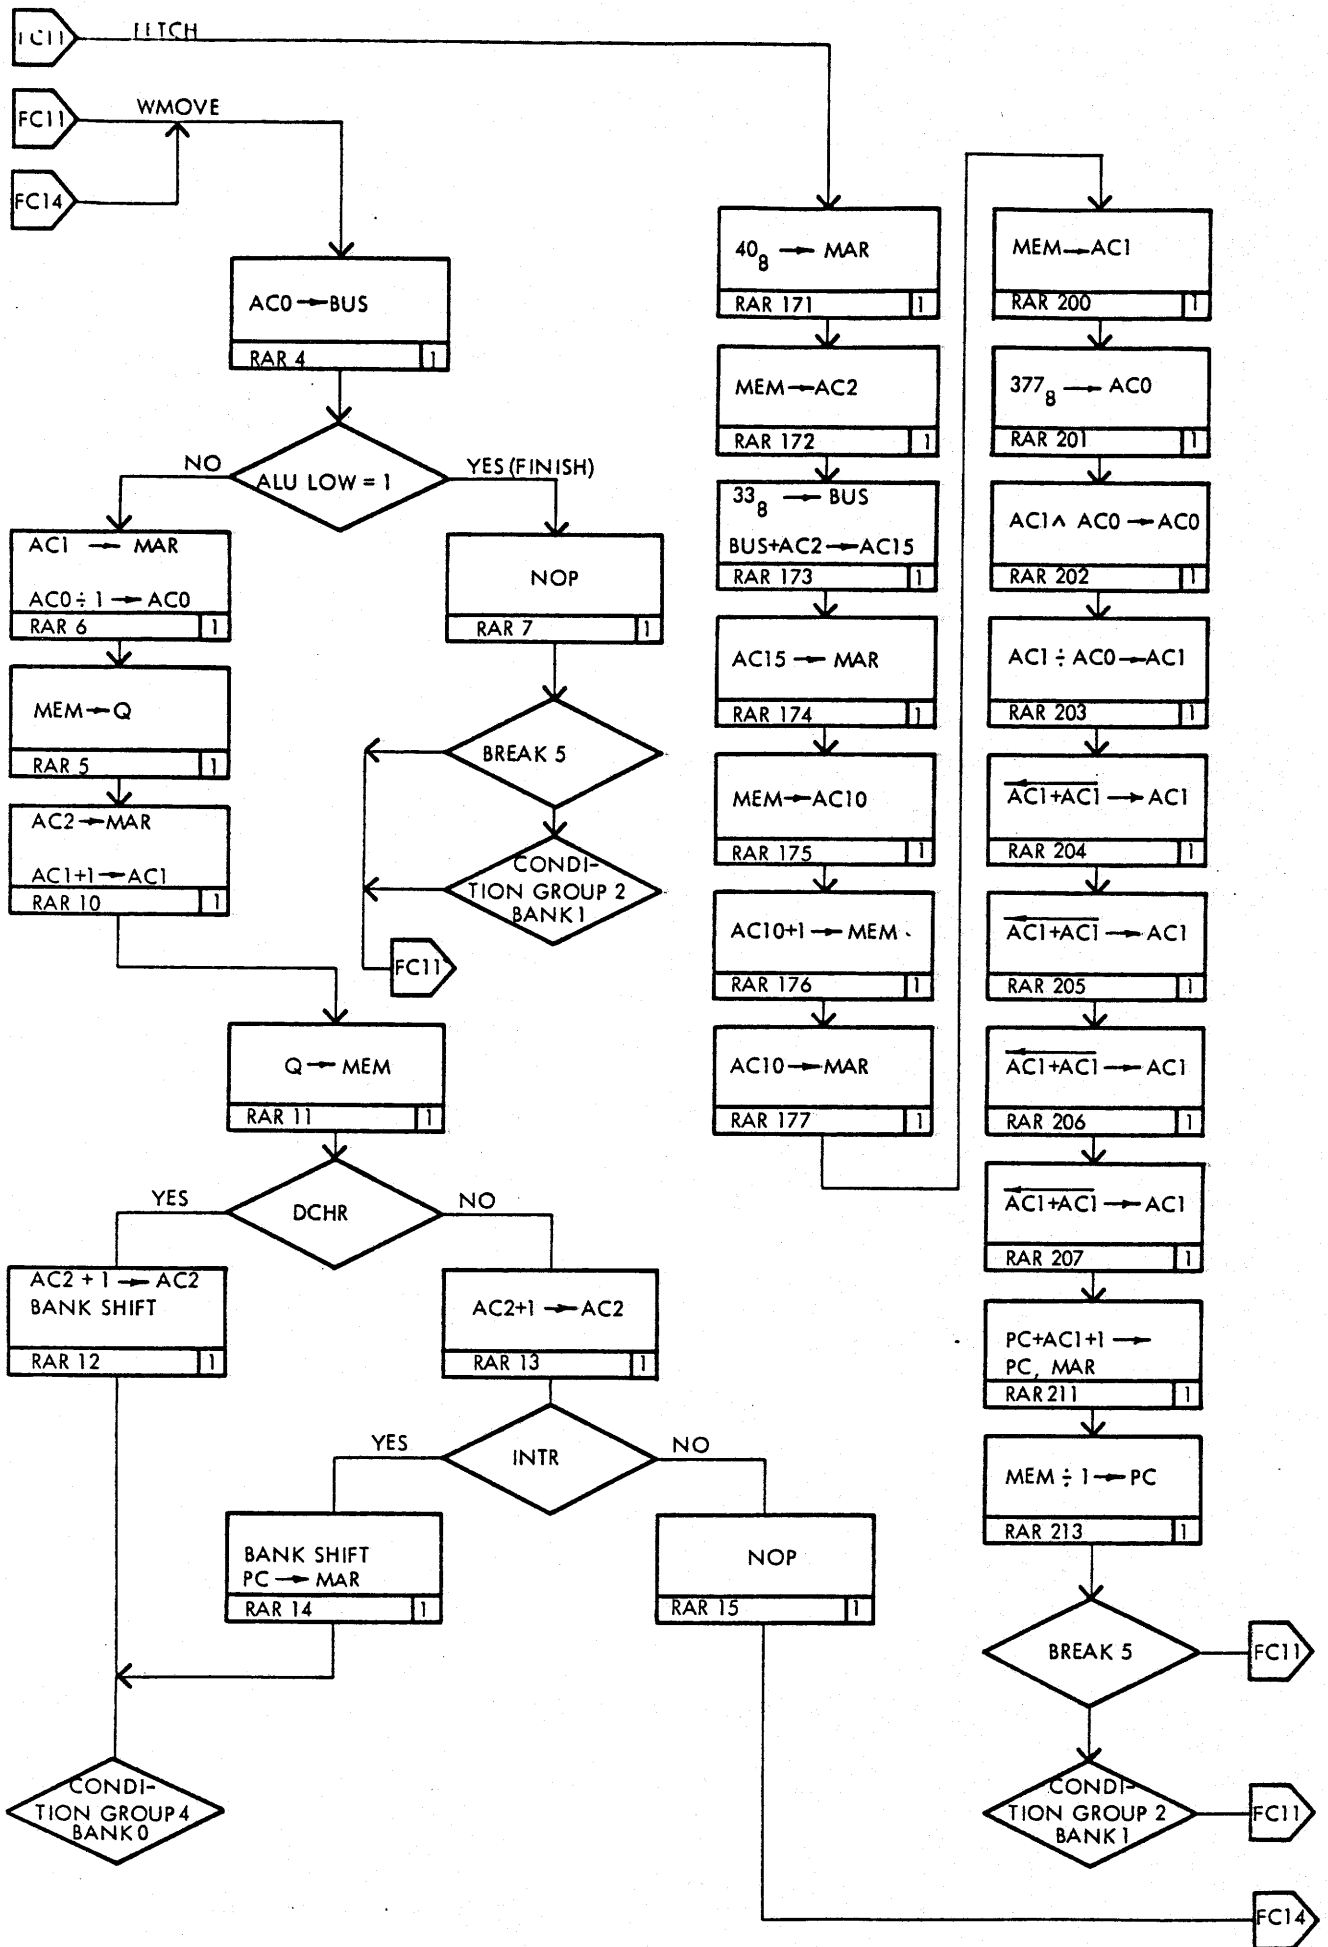 FC11
FETCH
FC11
WMOVE
FC14
AC0 → BUS
RAR 4 1
ALU LOW = 1
NO
YES (FINISH)
AC1 → MAR
AC0 ÷ 1 → AC0
RAR 6 1
MEM → Q
RAR 5 1
AC2 → MAR
AC1+1 → AC1
RAR 10 1
NOP
RAR 7 1
BREAK 5
CONDI-
TION GROUP 2
BANK 1
FC11
Q → MEM
RAR 11 1
DCHR
YES
NO
AC2 + 1 → AC2
BANK SHIFT
RAR 12 1
AC2+1 → AC2
RAR 13 1
INTR
YES
NO
BANK SHIFT
PC → MAR
RAR 14 1
NOP
RAR 15 1
CONDI-
TION GROUP 4
BANK 0
40₈ → MAR
RAR 171 1
MEM → AC2
RAR 172 1
33₈ → BUS
BUS+AC2 → AC15
RAR 173 1
AC15 → MAR
RAR 174 1
MEM → AC10
RAR 175 1
AC10+1 → MEM
RAR 176 1
AC10 → MAR
RAR 177 1
MEM → AC1
RAR 200 1
377₈ → AC0
RAR 201 1
AC1 ∧ AC0 → AC0
RAR 202 1
AC1 ÷ AC0 → AC1
RAR 203 1
AC1+AC1 → AC1
RAR 204 1
AC1+AC1 → AC1
RAR 205 1
AC1+AC1 → AC1
RAR 206 1
AC1+AC1 → AC1
RAR 207 1
PC+AC1+1 →
PC, MAR
RAR 211 1
MEM ÷ 1 → PC
RAR 213 1
BREAK 5
FC11
CONDI-
TION GROUP 2
BANK 1
FC11
FC14